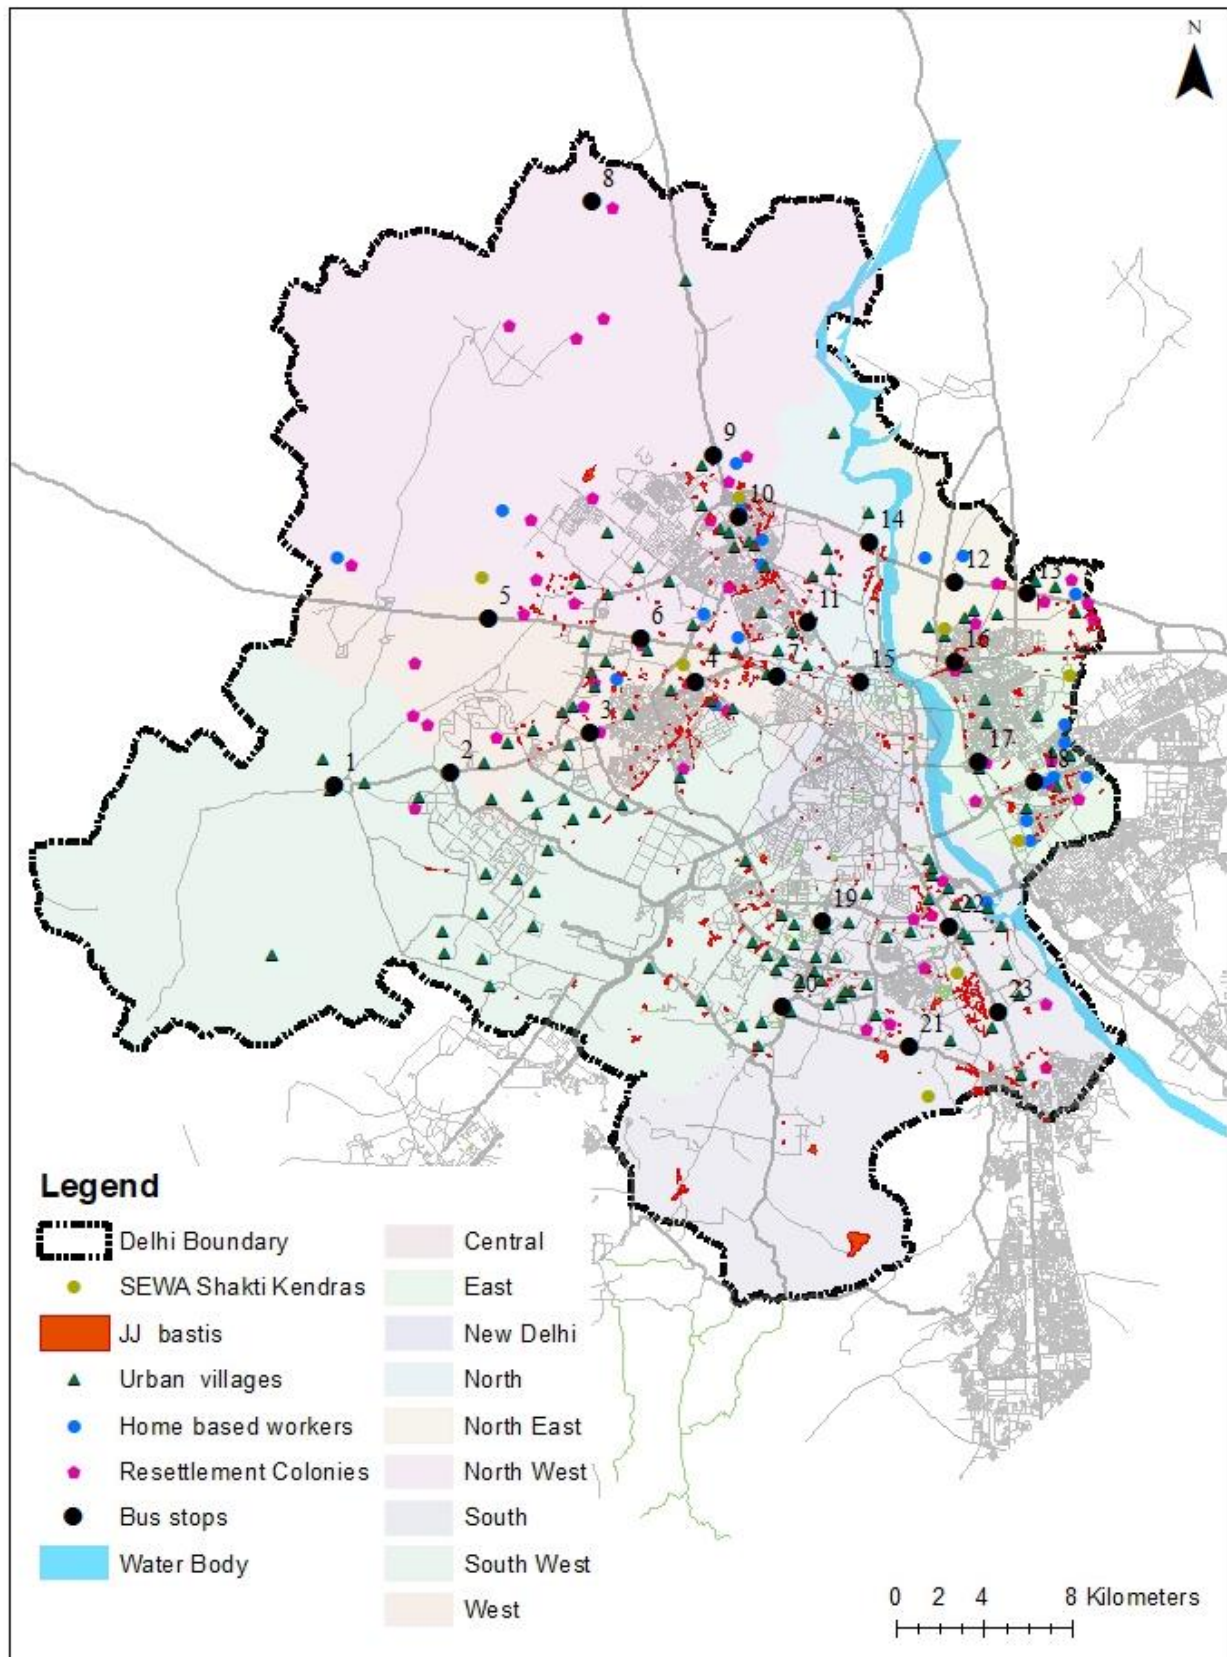 N
8
9
10
14
12
13
11
5
6
16
4
7
15
3
17
2
1
18
19
22
20
23
21
Legend
Delhi Boundary
SEWA Shakti Kendras
JJ bastis
Urban villages
Home based workers
Resettlement Colonies
Bus stops
Water Body
Central
East
New Delhi
North
North East
North West
South
South West
West
0 2 4 8 Kilometers